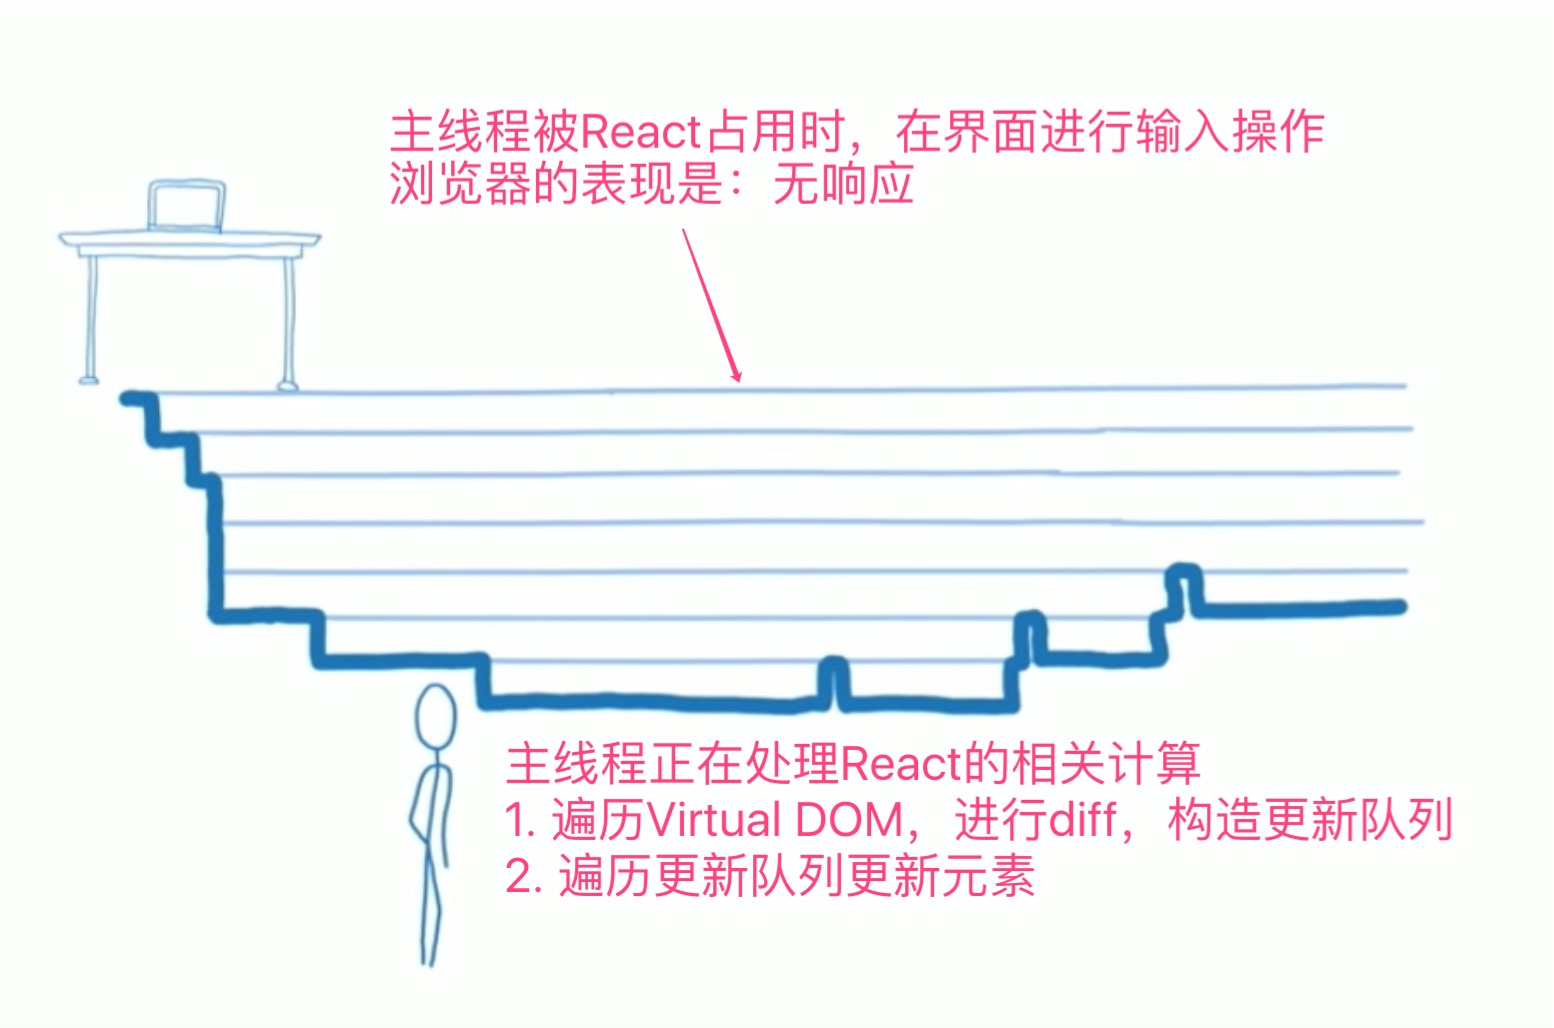 主线程被React占用时，在界面进行输入操作
浏览器的表现是：无响应
主线程正在处理React的相关计算
1. 遍历Virtual DOM，进行diff，构造更新队列
2. 遍历更新队列更新元素